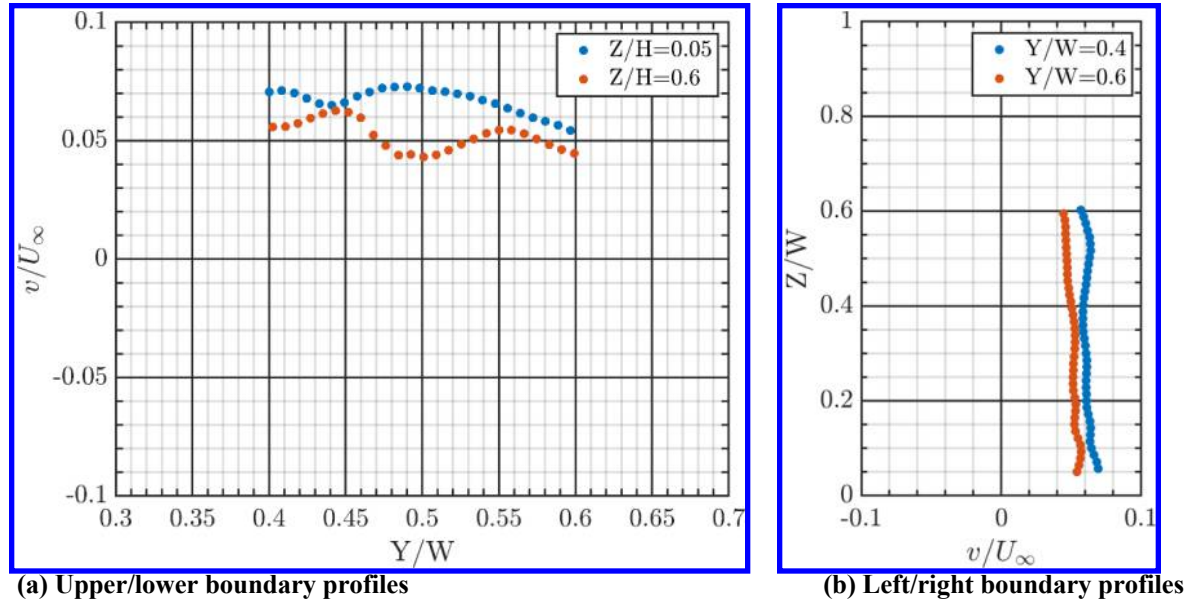 0.1
0.05
0
-0.05
-0.1
v/U∞
0.3 0.35 0.4 0.45 0.5 0.55 0.6 0.65 0.7
Y/W
Z/H=0.05
Z/H=0.6
(a) Upper/lower boundary profiles
1
0.8
0.6
0.4
0.2
0
Z/W
-0.1 0 0.1
v/U∞
Y/W=0.4
Y/W=0.6
(b) Left/right boundary profiles